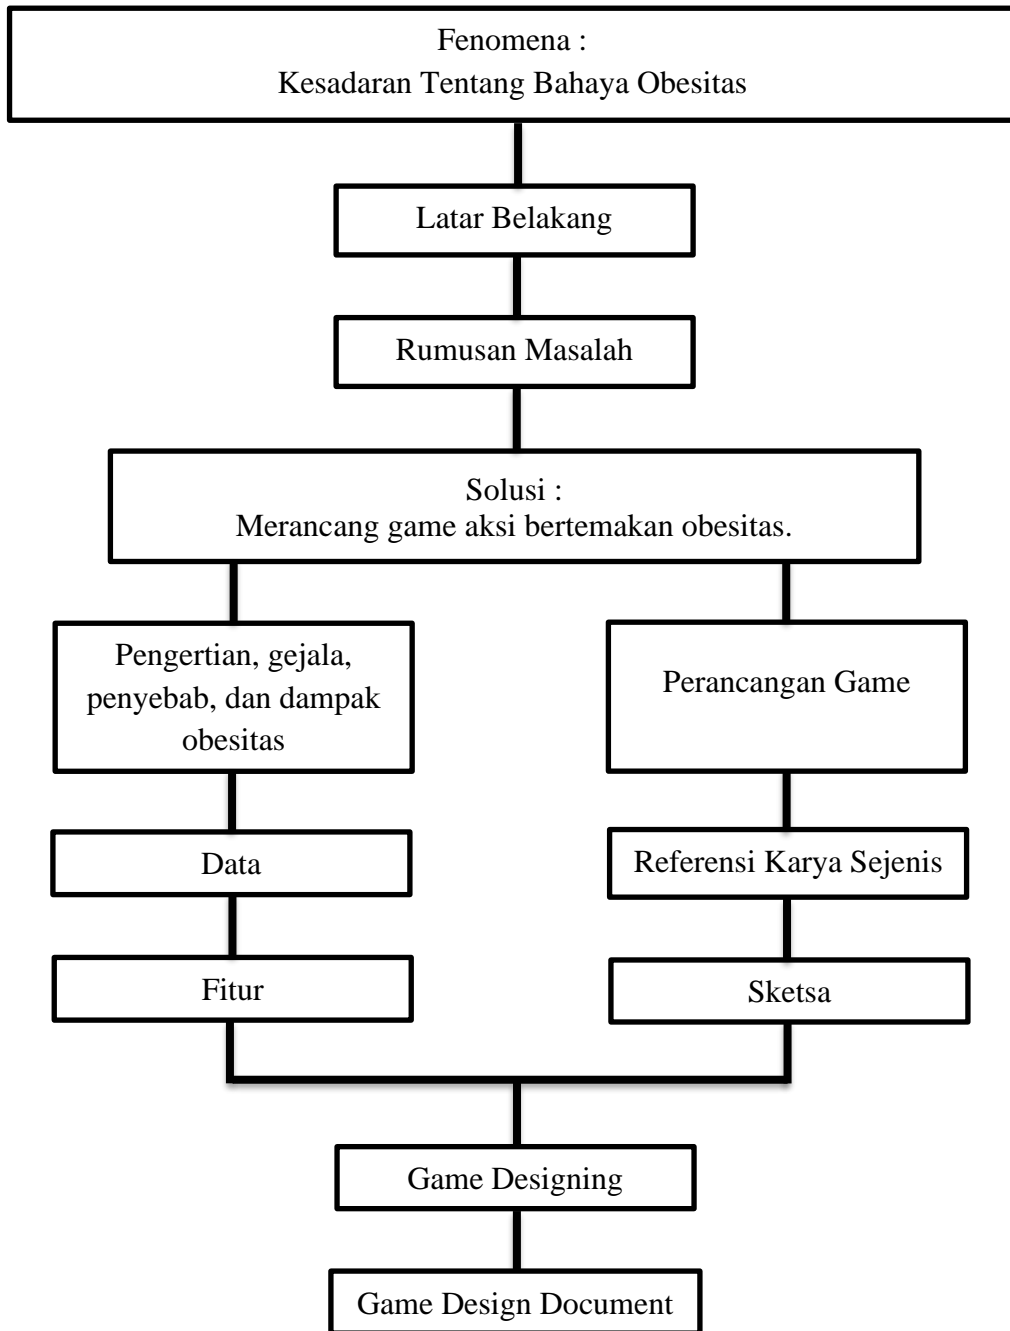 Fenomena :
Kesadaran Tentang Bahaya Obesitas
Latar Belakang
Rumusan Masalah
Solusi :
Merancang game aksi bertemakan obesitas.
Pengertian, gejala,
penyebab, dan dampak
obesitas
Perancangan Game
Data
Referensi Karya Sejenis
Fitur
Sketsa
Game Designing
Game Design Document